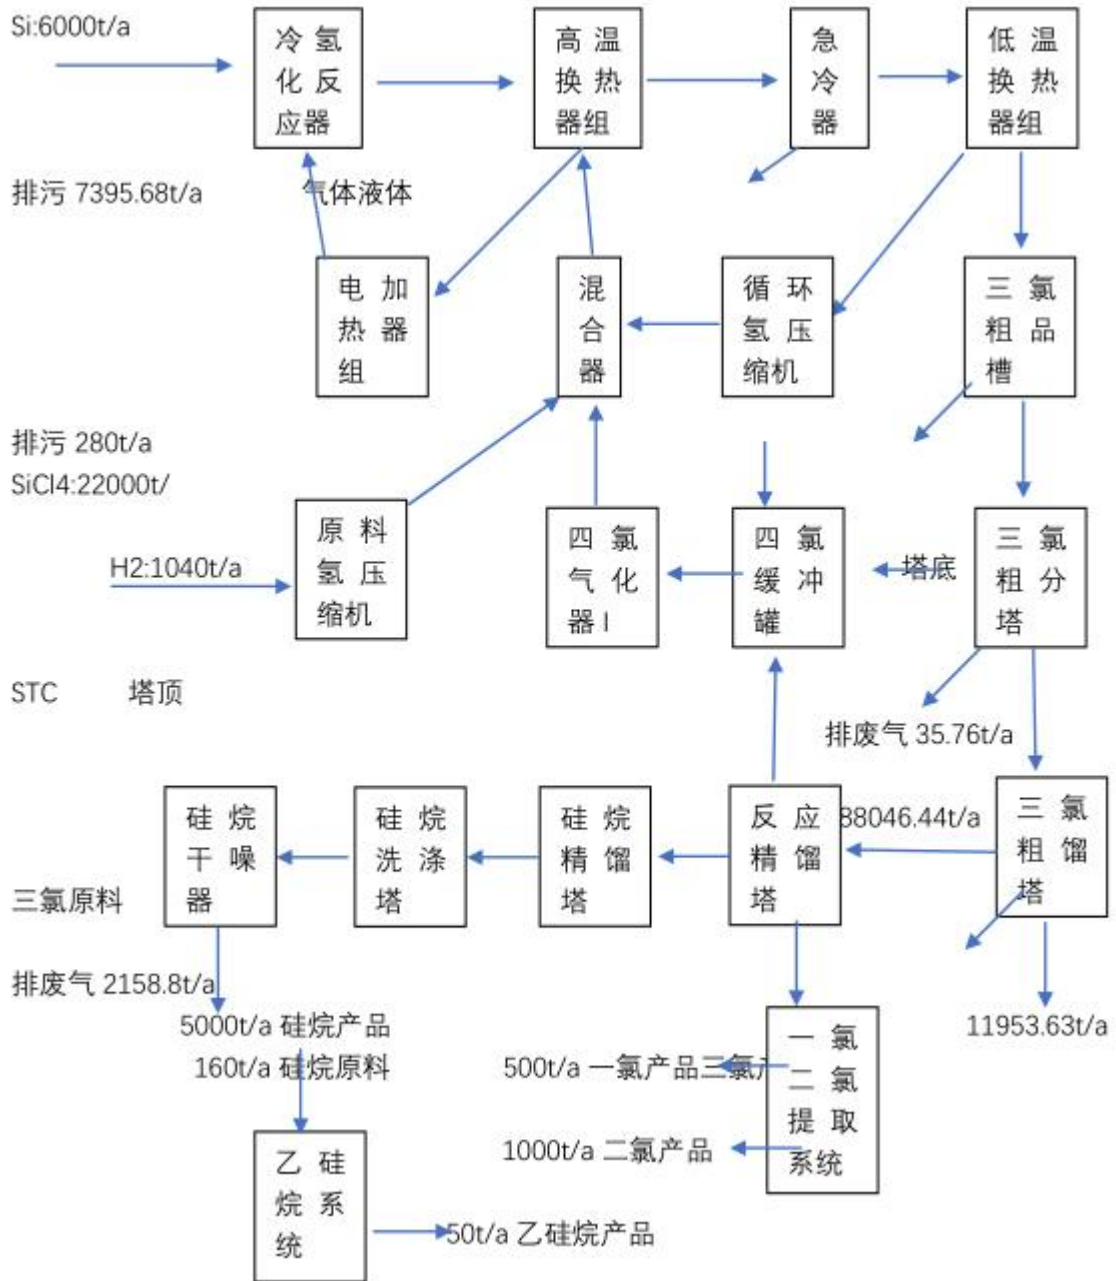 Si:6000t/a
冷氢
化反
应器
高温
换热
器组
急
冷
器
低温
换热
器组
排污 7395.68t/a
气体液体
电加
热器
组
混
合
器
循环
氢压
缩机
三氯
粗品
槽
排污 280t/a
SiCl4:22000t/
H2:1040t/a
原料
氢压
缩机
四氯
气化
器 I
四氯
缓冲
罐
塔底
三氯
粗分
塔
STC 塔顶
排废气 35.76t/a
硅烷
干噪
器
硅烷
洗涤
塔
硅烷
精馏
塔
反应
精馏
塔
88046.44t/a
三氯
粗馏
塔
三氯原料
排废气 2158.8t/a
5000t/a 硅烷产品
160t/a 硅烷原料
11953.63t/a
500t/a 一氯产品三氯产
1000t/a 二氯产品
一氯
二氯
提取
系统
乙硅
烷系
统
50t/a 乙硅烷产品